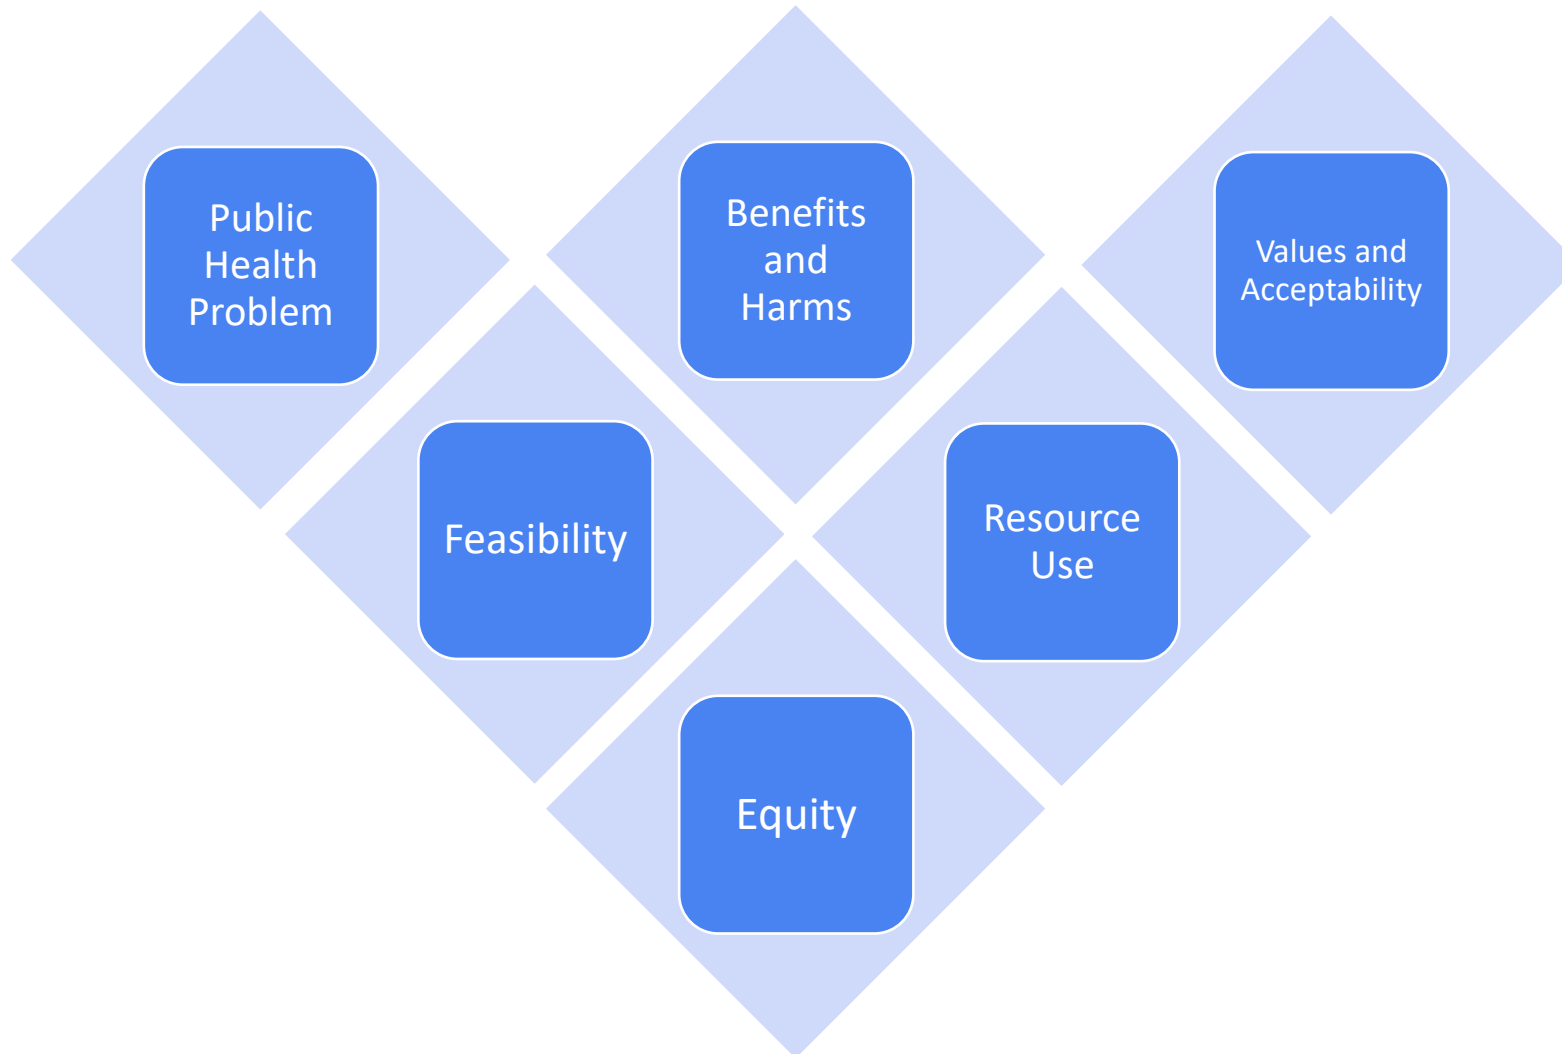 Public
Health
Problem
Benefits
and
Harms
Values and
Acceptability
Feasibility
Resource
Use
Equity